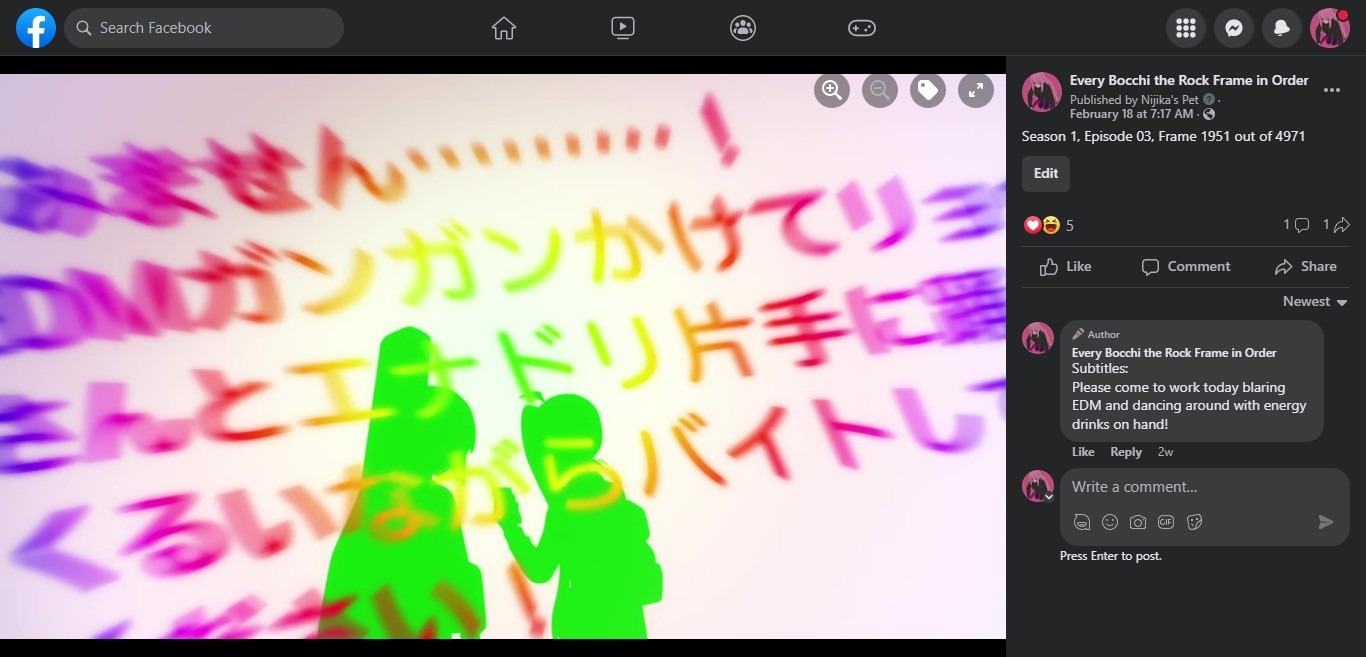 Search Facebook
ません………！
DMガンガンかけてリョ
さんとエナドリ片手に
くるいながらバイトして
ください！
Every Bocchi the Rock Frame in Order
Published by Nijika's Pet ·
February 18 at 7:17 AM ·
Season 1, Episode 03, Frame 1951 out of 4971
Edit
5
1
1
Like
Comment
Share
Newest
Author
Every Bocchi the Rock Frame in Order
Subtitles:
Please come to work today blaring
EDM and dancing around with energy
drinks on hand!
Like Reply 2w
Write a comment...
GIF
Press Enter to post.